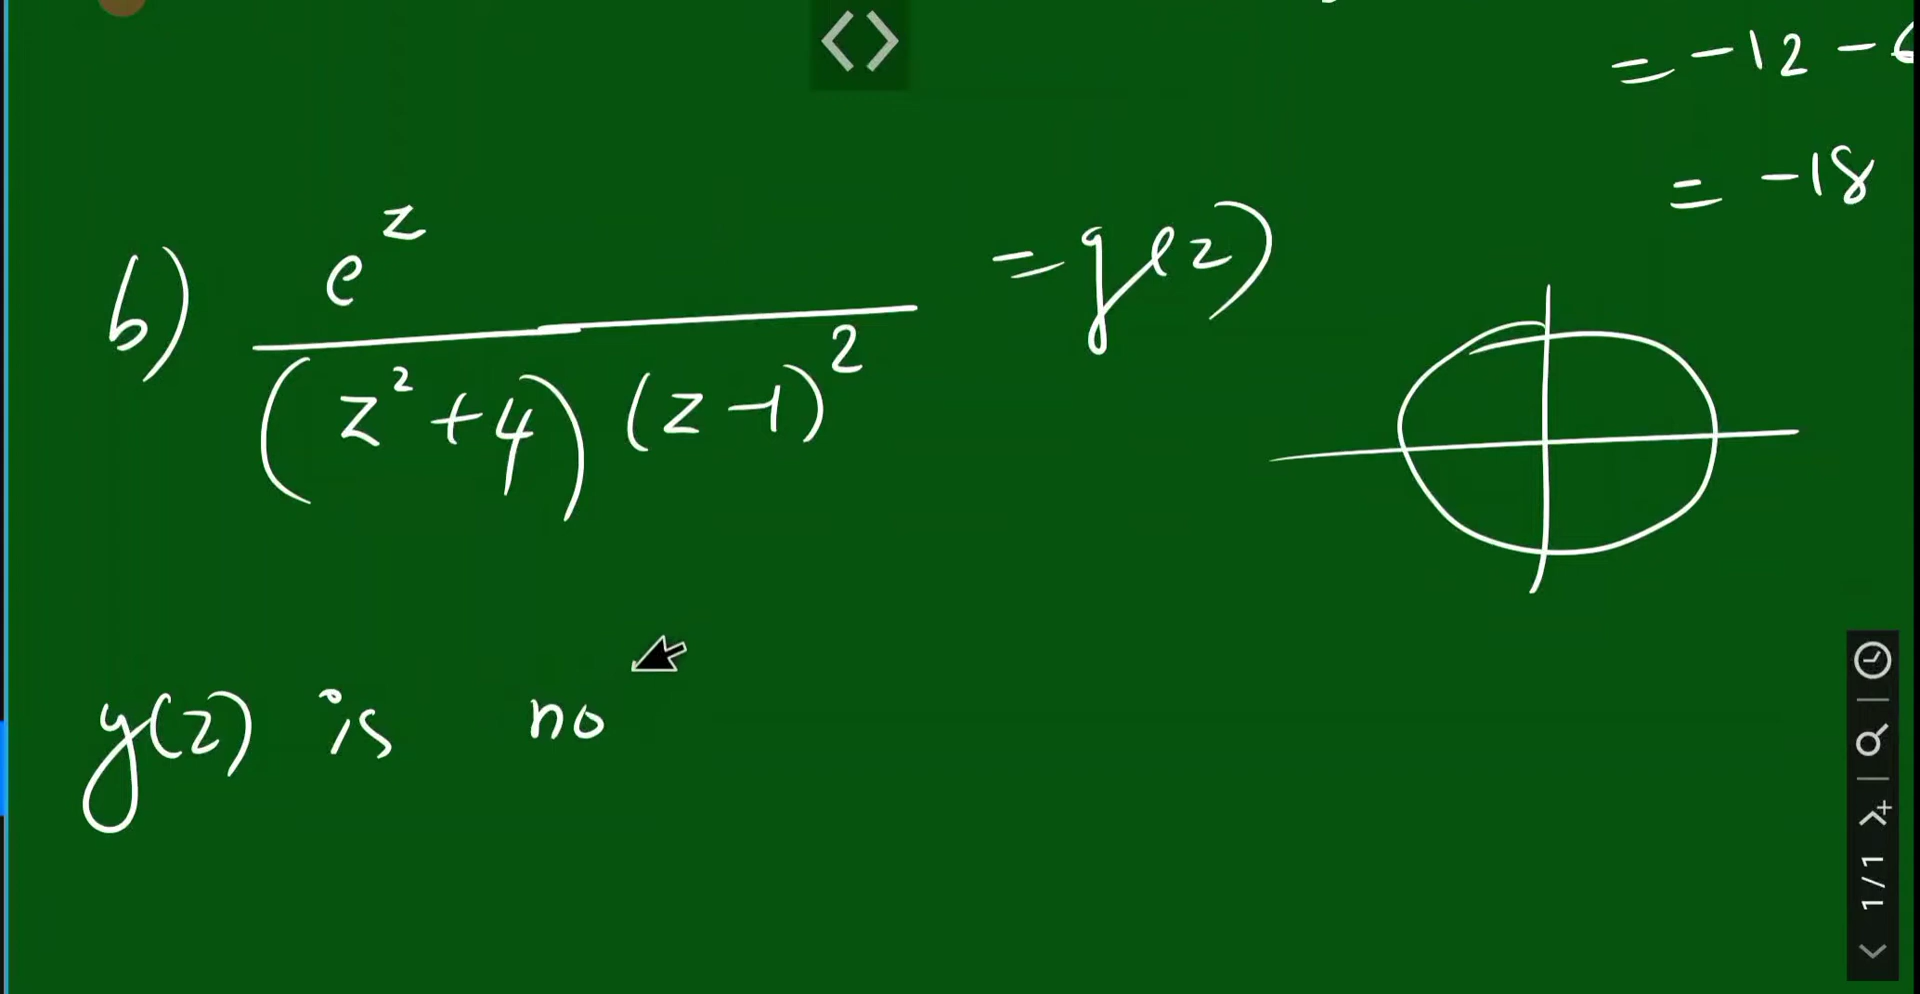 = -12 -
= -18
b) e^z / (z^2+4)(z-1)^2 = g(z)
g(z) is no
1/1